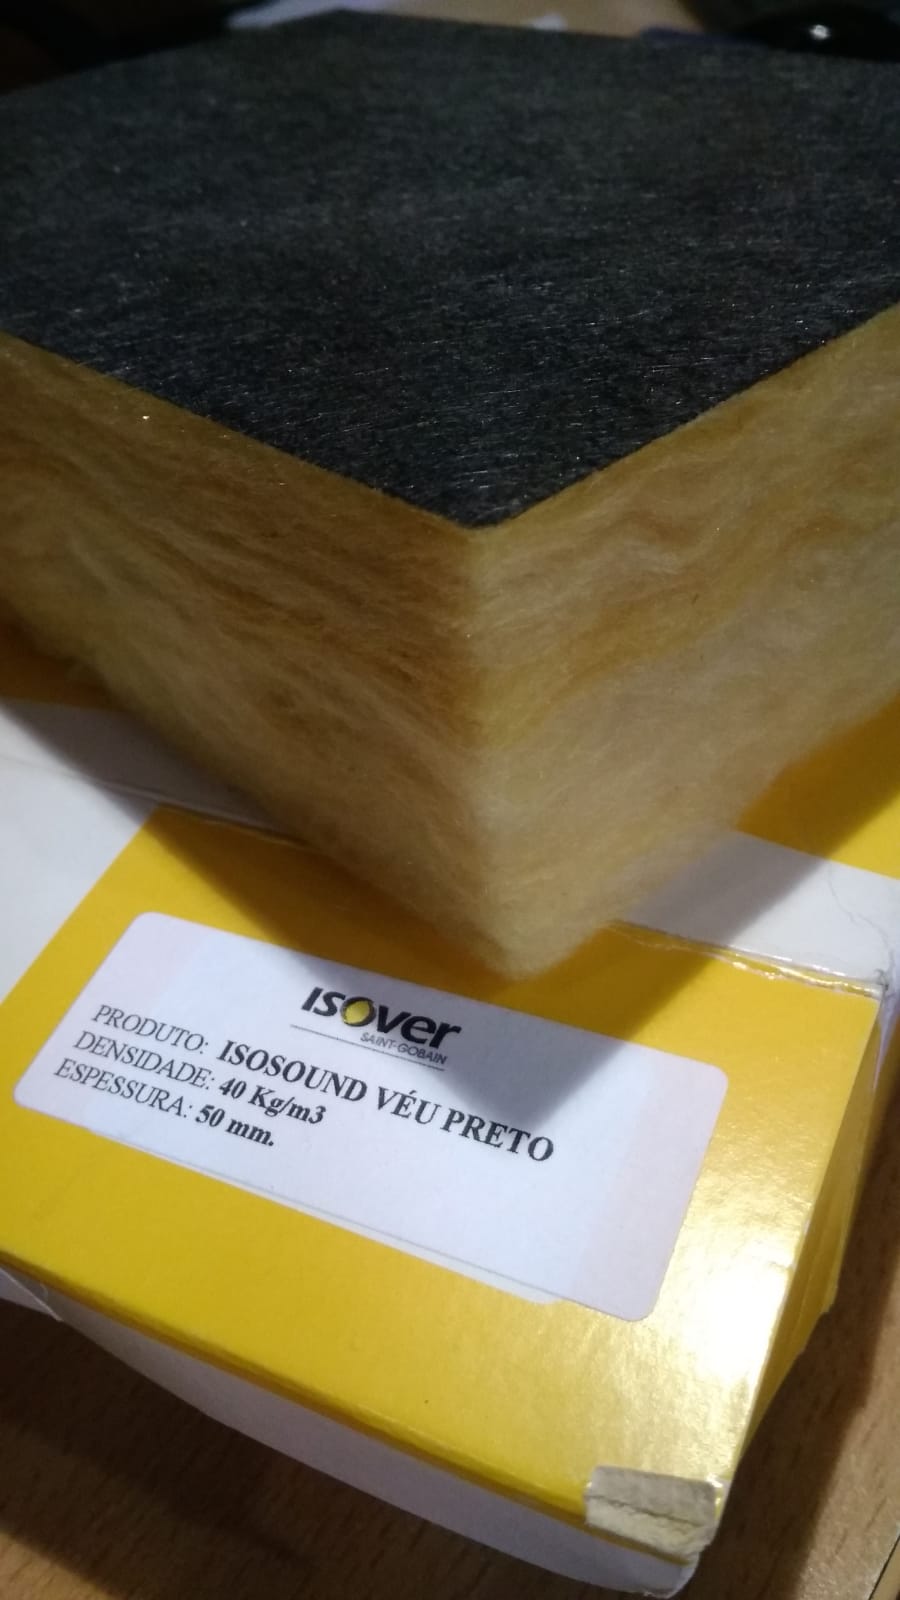 ISOVER
SAINT-GOBAIN
PRODUTO: ISOSOUND VÉU PRETO
DENSIDADE: 40 Kg/m3
ESPESSURA: 50 mm.